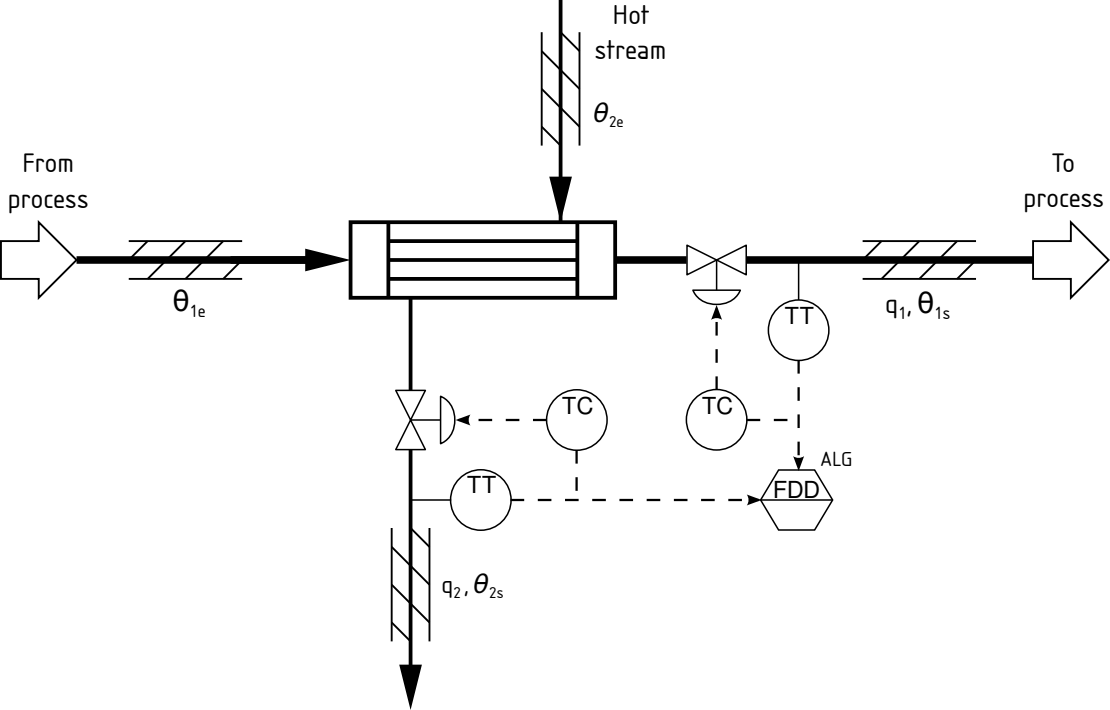 Hot
stream
θ2e
From
process
To
process
θ1e
q1, θ1s
TT
TC
TC
TT
ALG
FDD
q2, θ2s